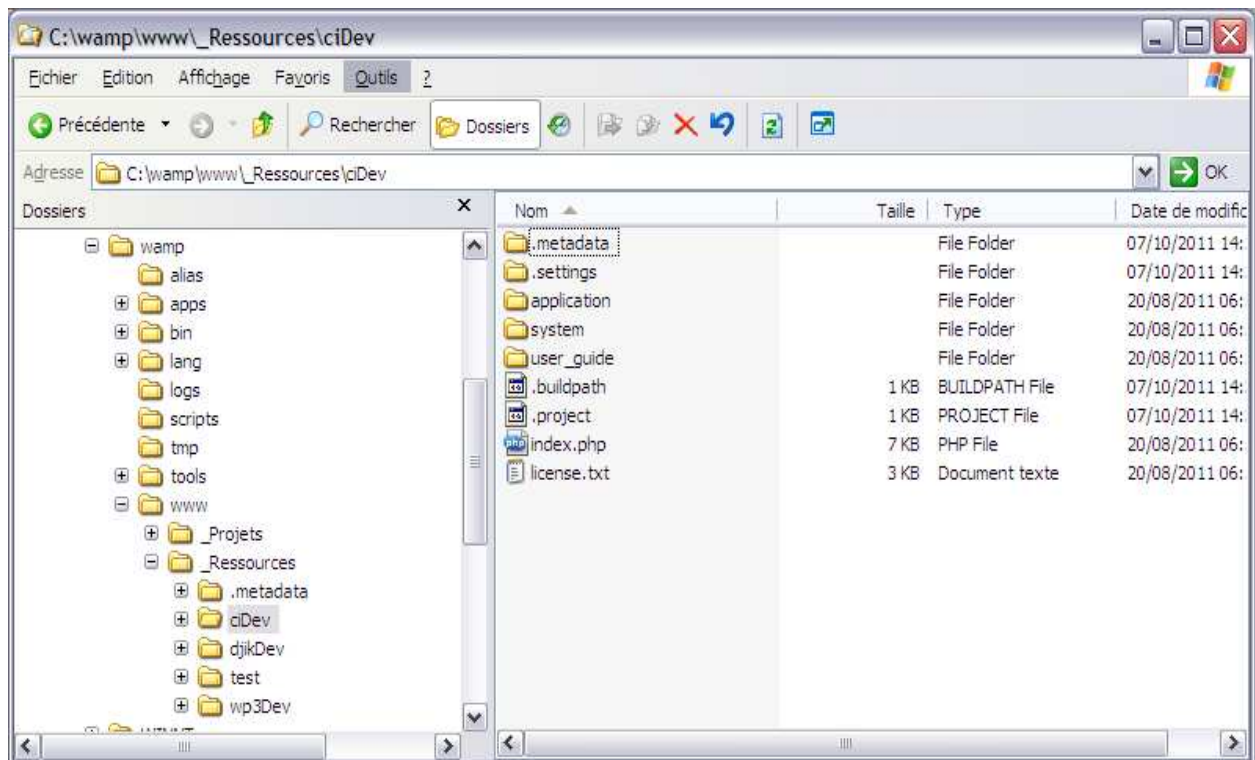 C:\wamp\www\_Ressources\ciDev
Fichier Edition Affichage Favoris Outils ?
Précédente Rechercher Dossiers
Adresse C:\wamp\www\_Ressources\ciDev OK
Dossiers x
Nom Taille Type Date de modific
wamp
alias
apps
bin
lang
logs
scripts
tmp
tools
www
_Projets
_Ressources
.metadata
ciDev
djikDev
test
wp3Dev
.metadata File Folder 07/10/2011 14:
.settings File Folder 07/10/2011 14:
application File Folder 20/08/2011 06:
system File Folder 20/08/2011 06:
user_guide File Folder 20/08/2011 06:
.buildpath 1 KB BUILDPATH File 07/10/2011 14:
.project 1 KB PROJECT File 07/10/2011 14:
index.php 7 KB PHP File 20/08/2011 06:
license.txt 3 KB Document texte 20/08/2011 06: